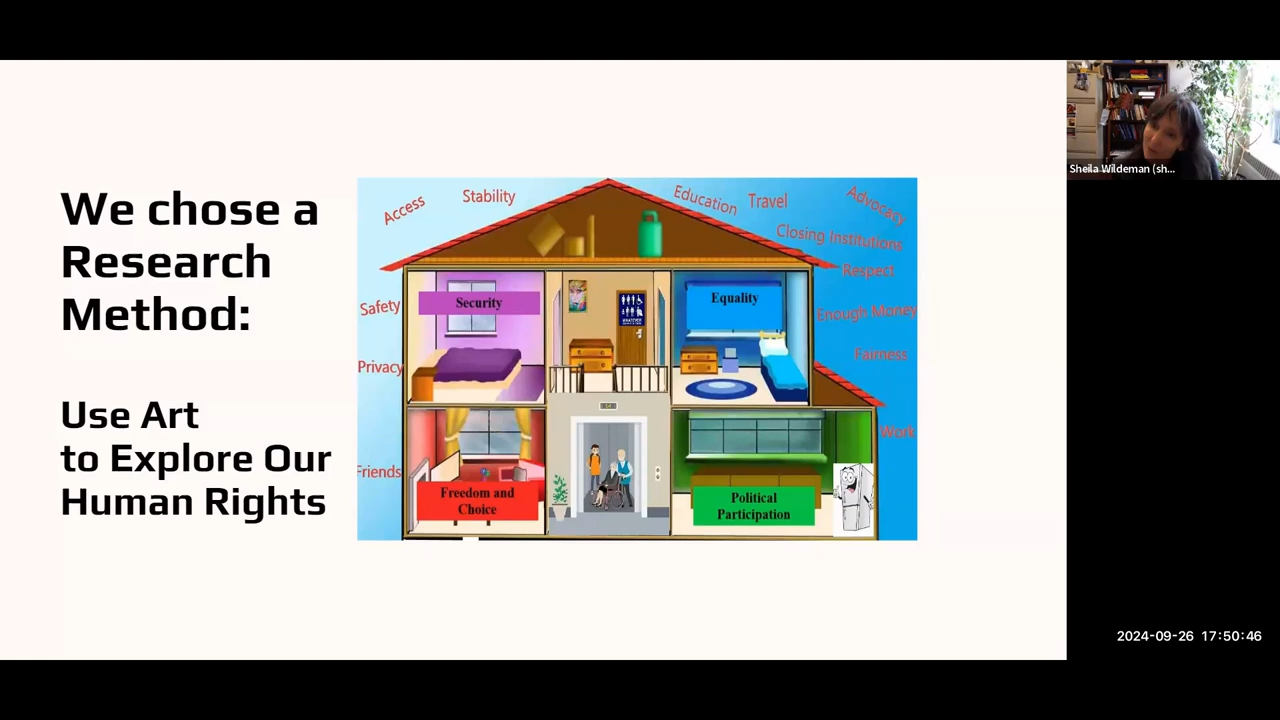 We chose a
Research
Method:
Use Art
to Explore Our
Human Rights
Access
Stability
Education
Travel
Advocacy
Closing Institutions
Respect
Safety
Enough Money
Privacy
Fairness
Work
Friends
Security
Equality
WHATEVER
Freedom and
Choice
Political
Participation
Sheila Wildeman (sh...
2024-09-26 17:50:46